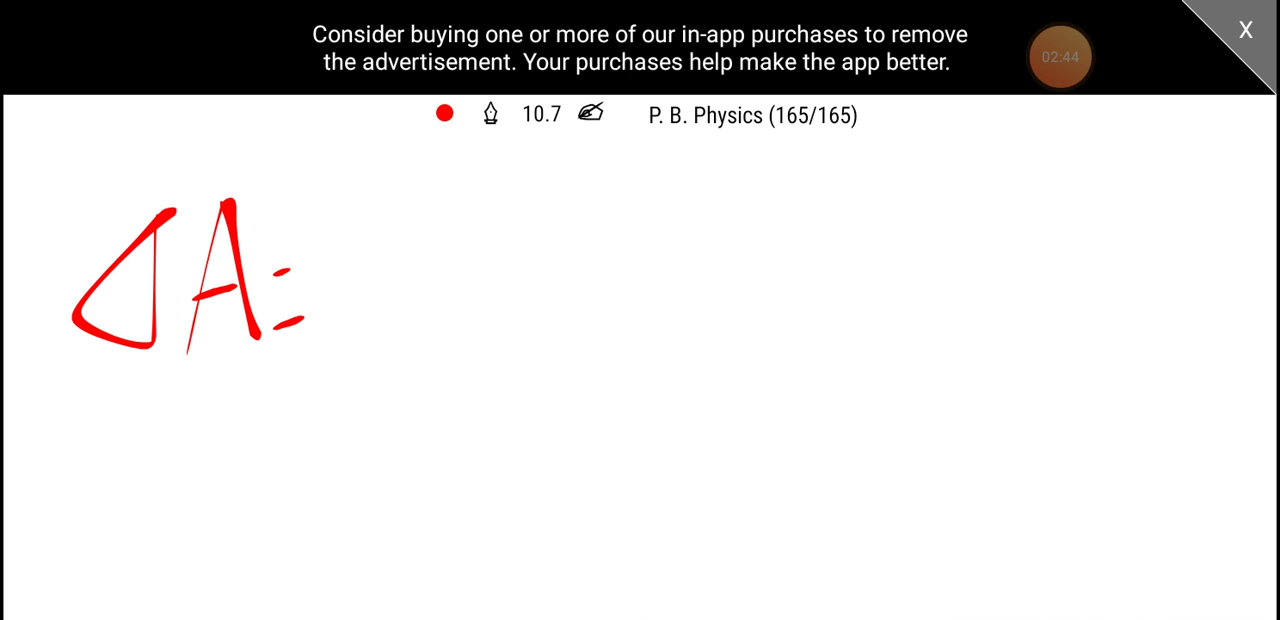 Consider buying one or more of our in-app purchases to remove
the advertisement. Your purchases help make the app better.
X
02:44
10.7 P. B. Physics (165/165)
ΔA=